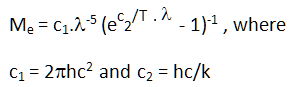 Mₑ = c₁.λ⁻⁵ (e^c₂/T . λ - 1)⁻¹ , where
c₁ = 2πhc² and c₂ = hc/k